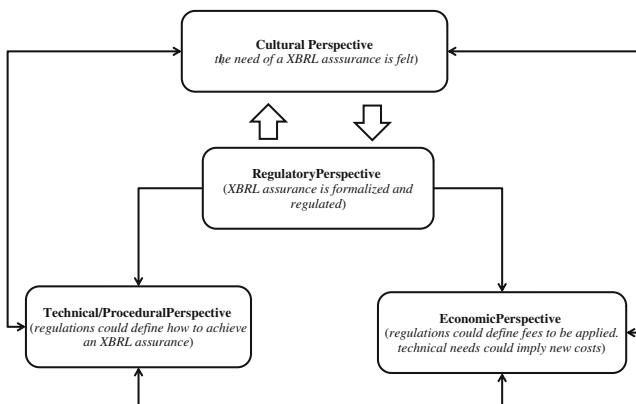 Cultural Perspective
(the need of a XBRL asssurance is felt)
RegulatoryPerspective
(XBRL assurance is formalized and
regulated)
Technical/ProceduralPerspective
(regulations could define how to achieve
an XBRL assurance)
EconomicPerspective
(regulations could define fees to be applied.
technical needs could imply new costs)